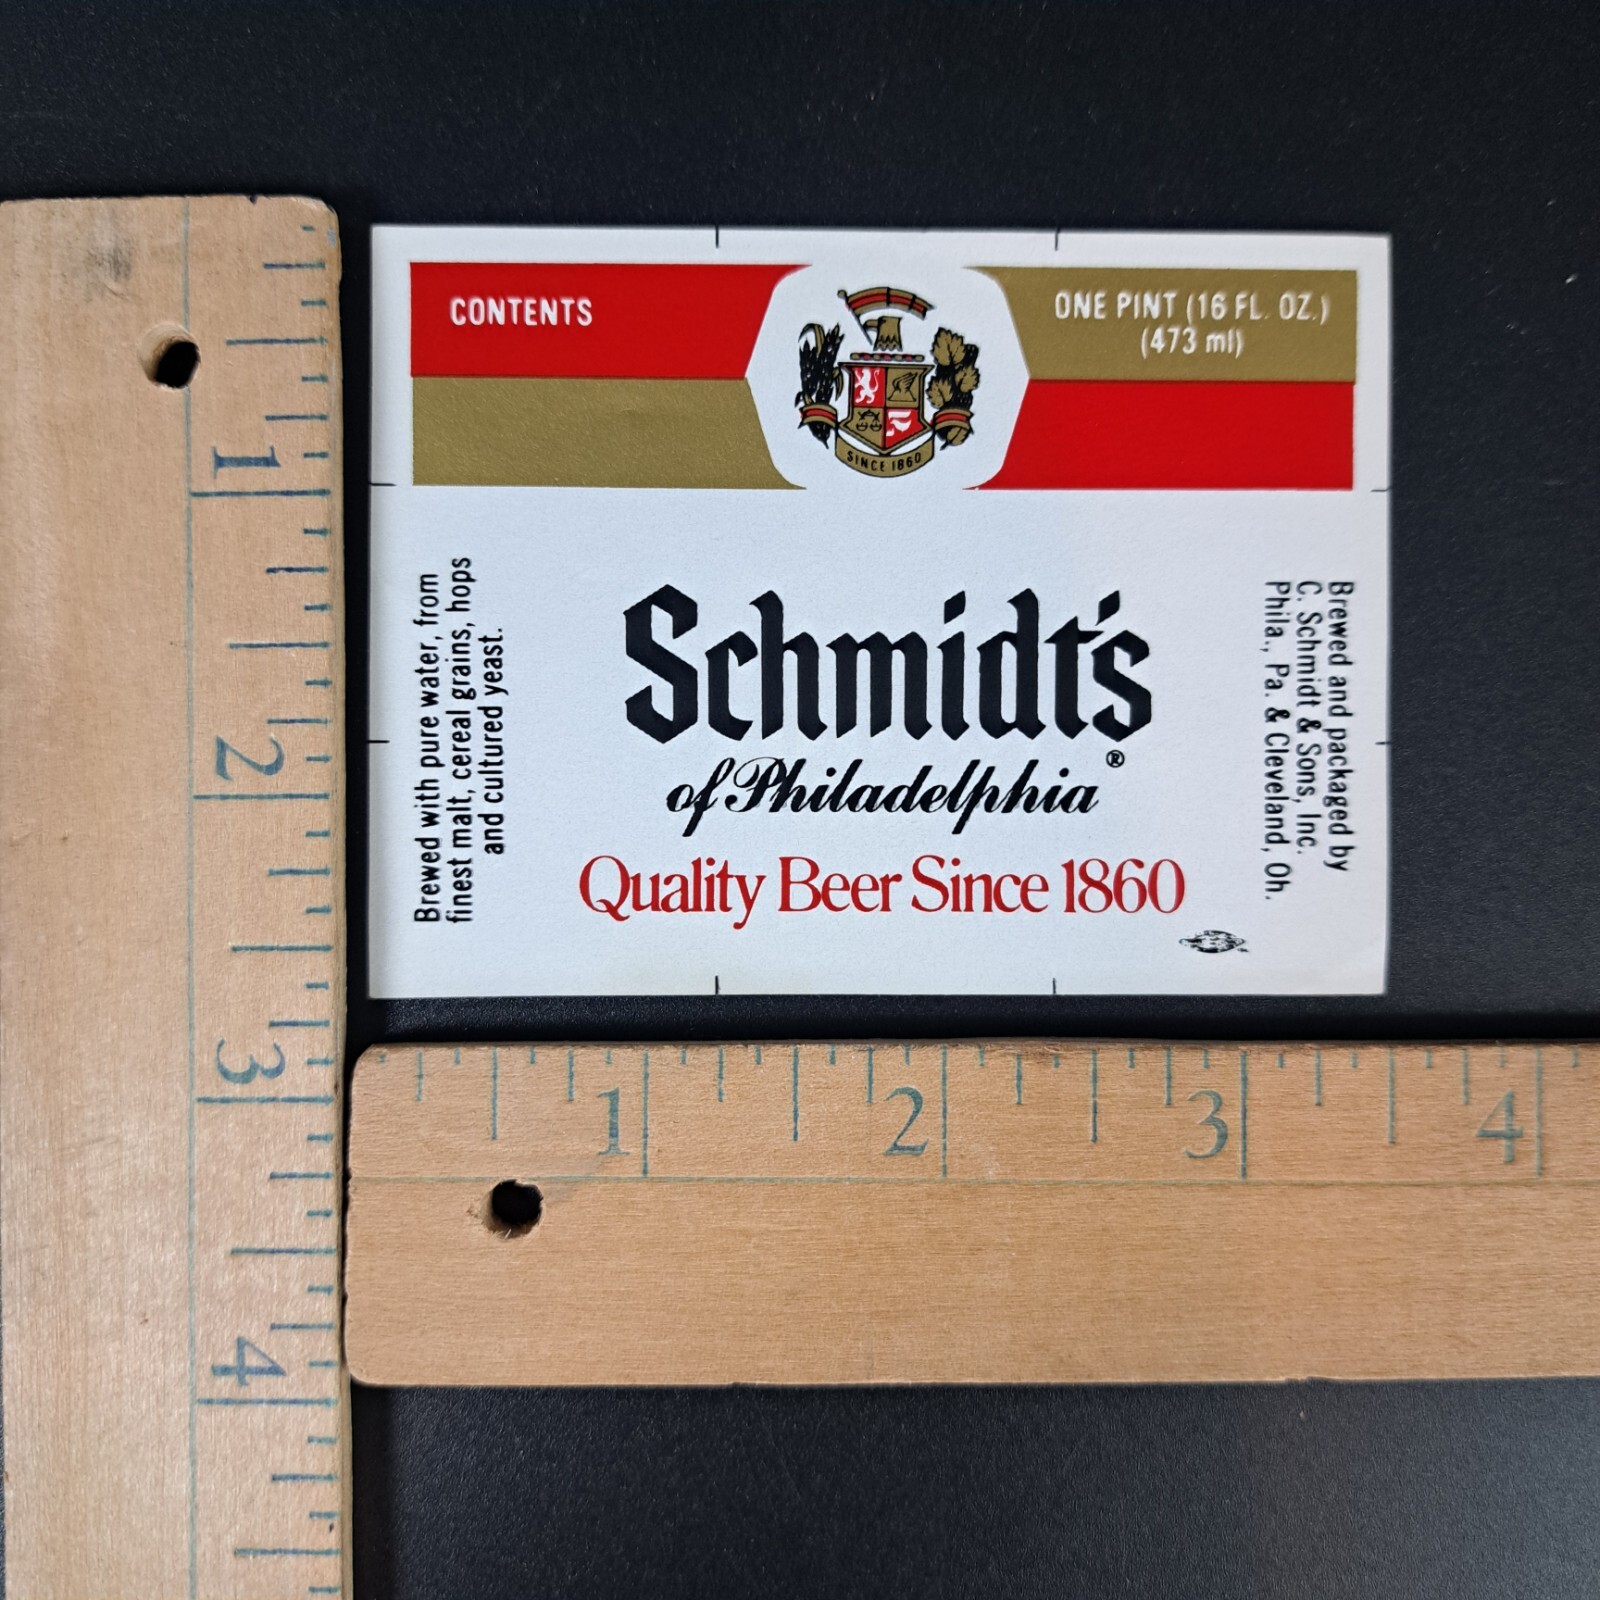 CONTENTS
ONE PINT (16 FL. OZ.)
(473 ml)
SINCE 1860
Brewed with pure water, from
finest malt, cereal grains, hops
and cultured yeast.
Schmidt's
of Philadelphia®
Quality Beer Since 1860
Brewed and packaged by
C. Schmidt & Sons, Inc.
Phila., Pa. & Cleveland, Oh.
1
2
3
4
1
2
3
4